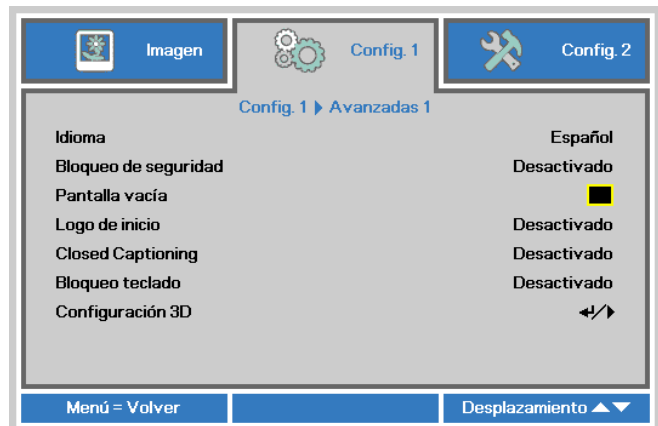 Imagen Config. 1 Config. 2
Config. 1 Avanzadas 1
Idioma Español
Bloqueo de seguridad Desactivado
Pantalla vacía
Logo de inicio Desactivado
Closed Captioning Desactivado
Bloqueo teclado Desactivado
Configuración 3D
Menú = Volver Desplazamiento